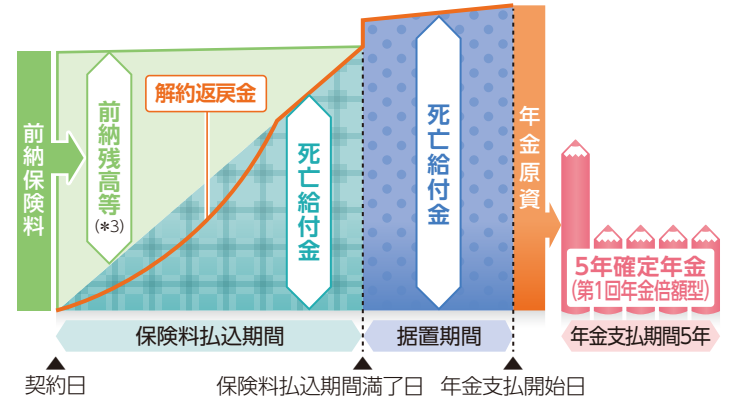 前納保険料
前納残高等
(*3)
解約返戻金
死亡給付金
死亡給付金
年金原資
5年確定年金
(第1回年金倍額型)
保険料払込期間
据置期間
年金支払期間5年
契約日
保険料払込期間満了日
年金支払開始日